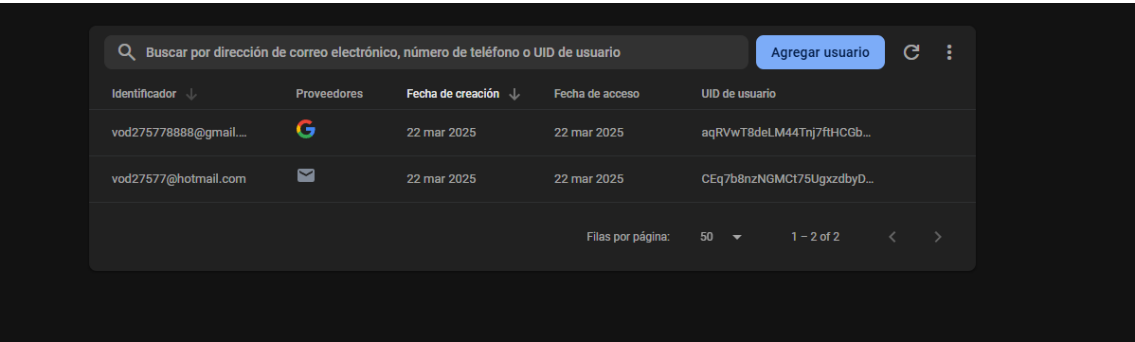 Buscar por dirección de correo electrónico, número de teléfono o UID de usuario Agregar usuario
Identificador Proveedores Fecha de creación Fecha de acceso UID de usuario
vod275778888@gmail.... 22 mar 2025 22 mar 2025 aqRVwT8deLM44Tnj7ftHCGb...
vod27577@hotmail.com 22 mar 2025 22 mar 2025 CEq7b8nzNGMCt75UgxzdbyD...
Filas por página: 50 1 – 2 of 2